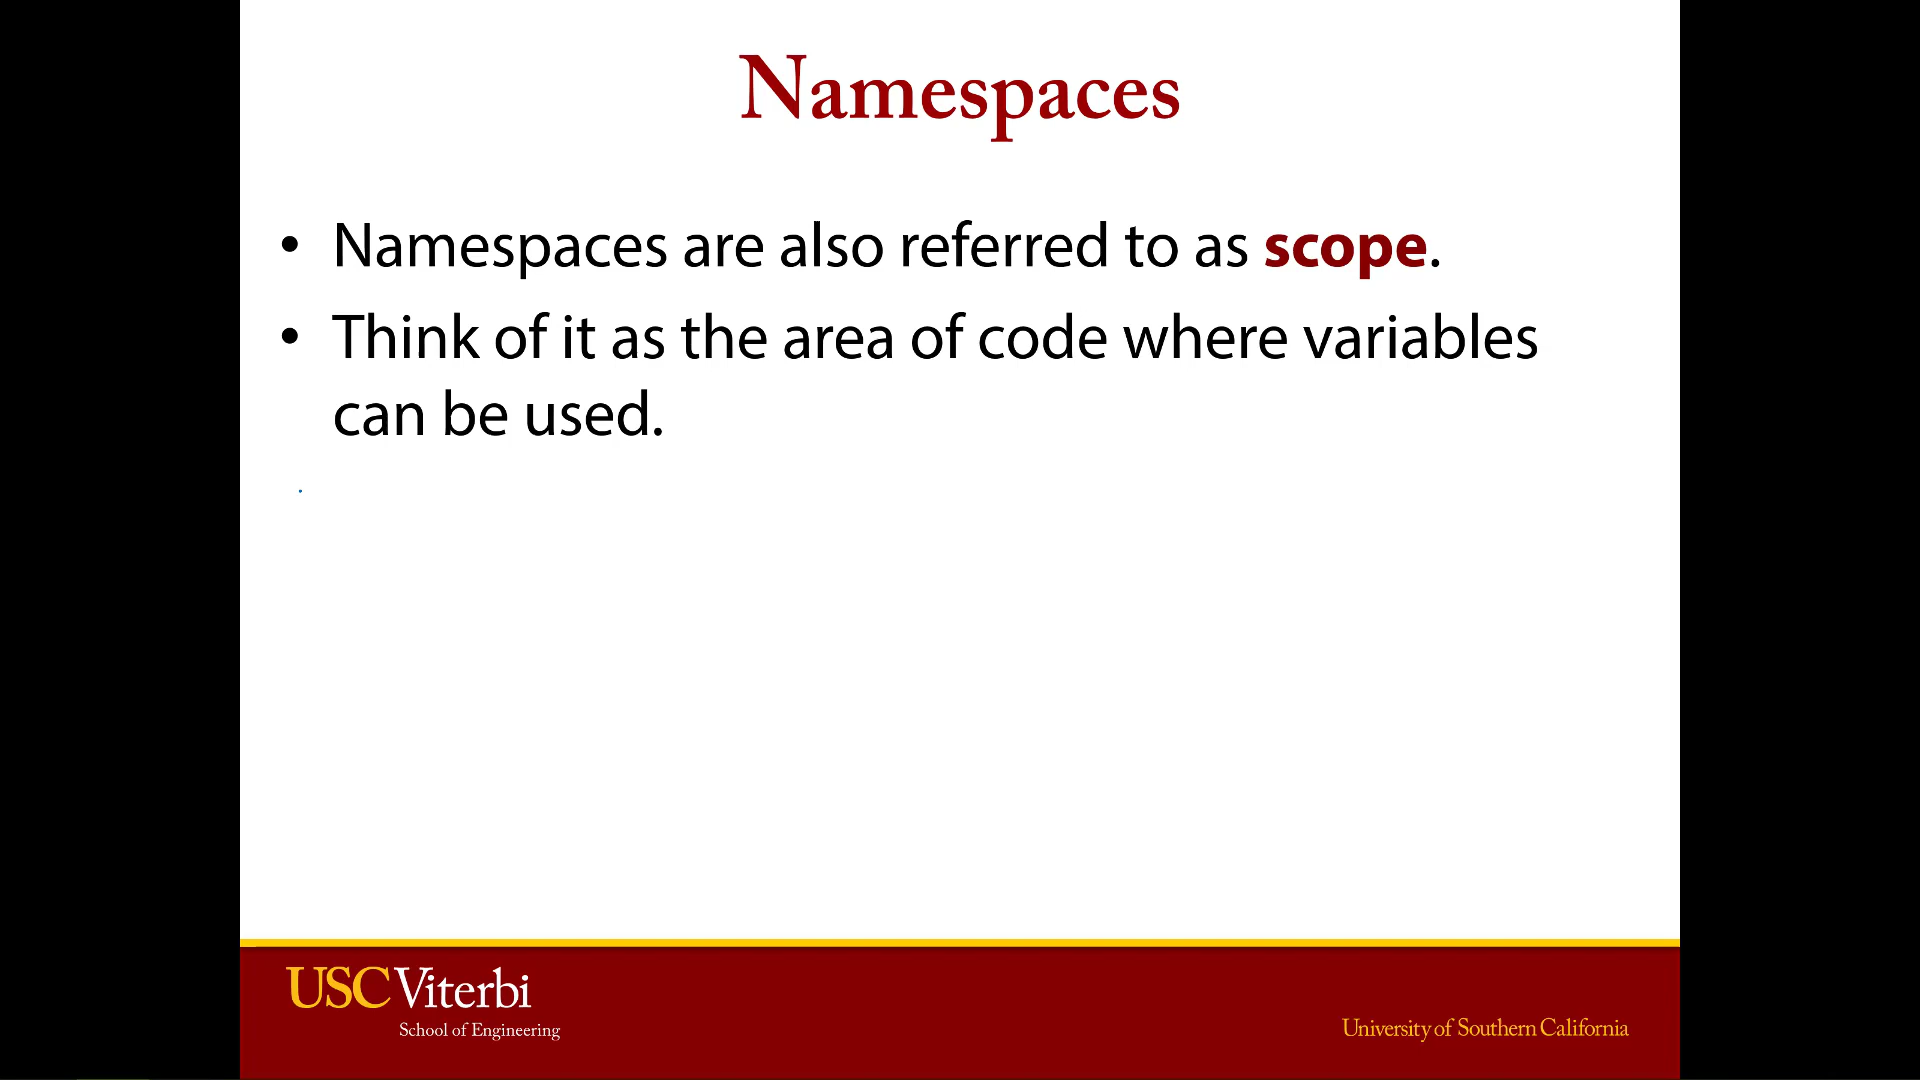 Namespaces
• Namespaces are also referred to as scope.
• Think of it as the area of code where variables
can be used.
USC Viterbi
School of Engineering
University of Southern California